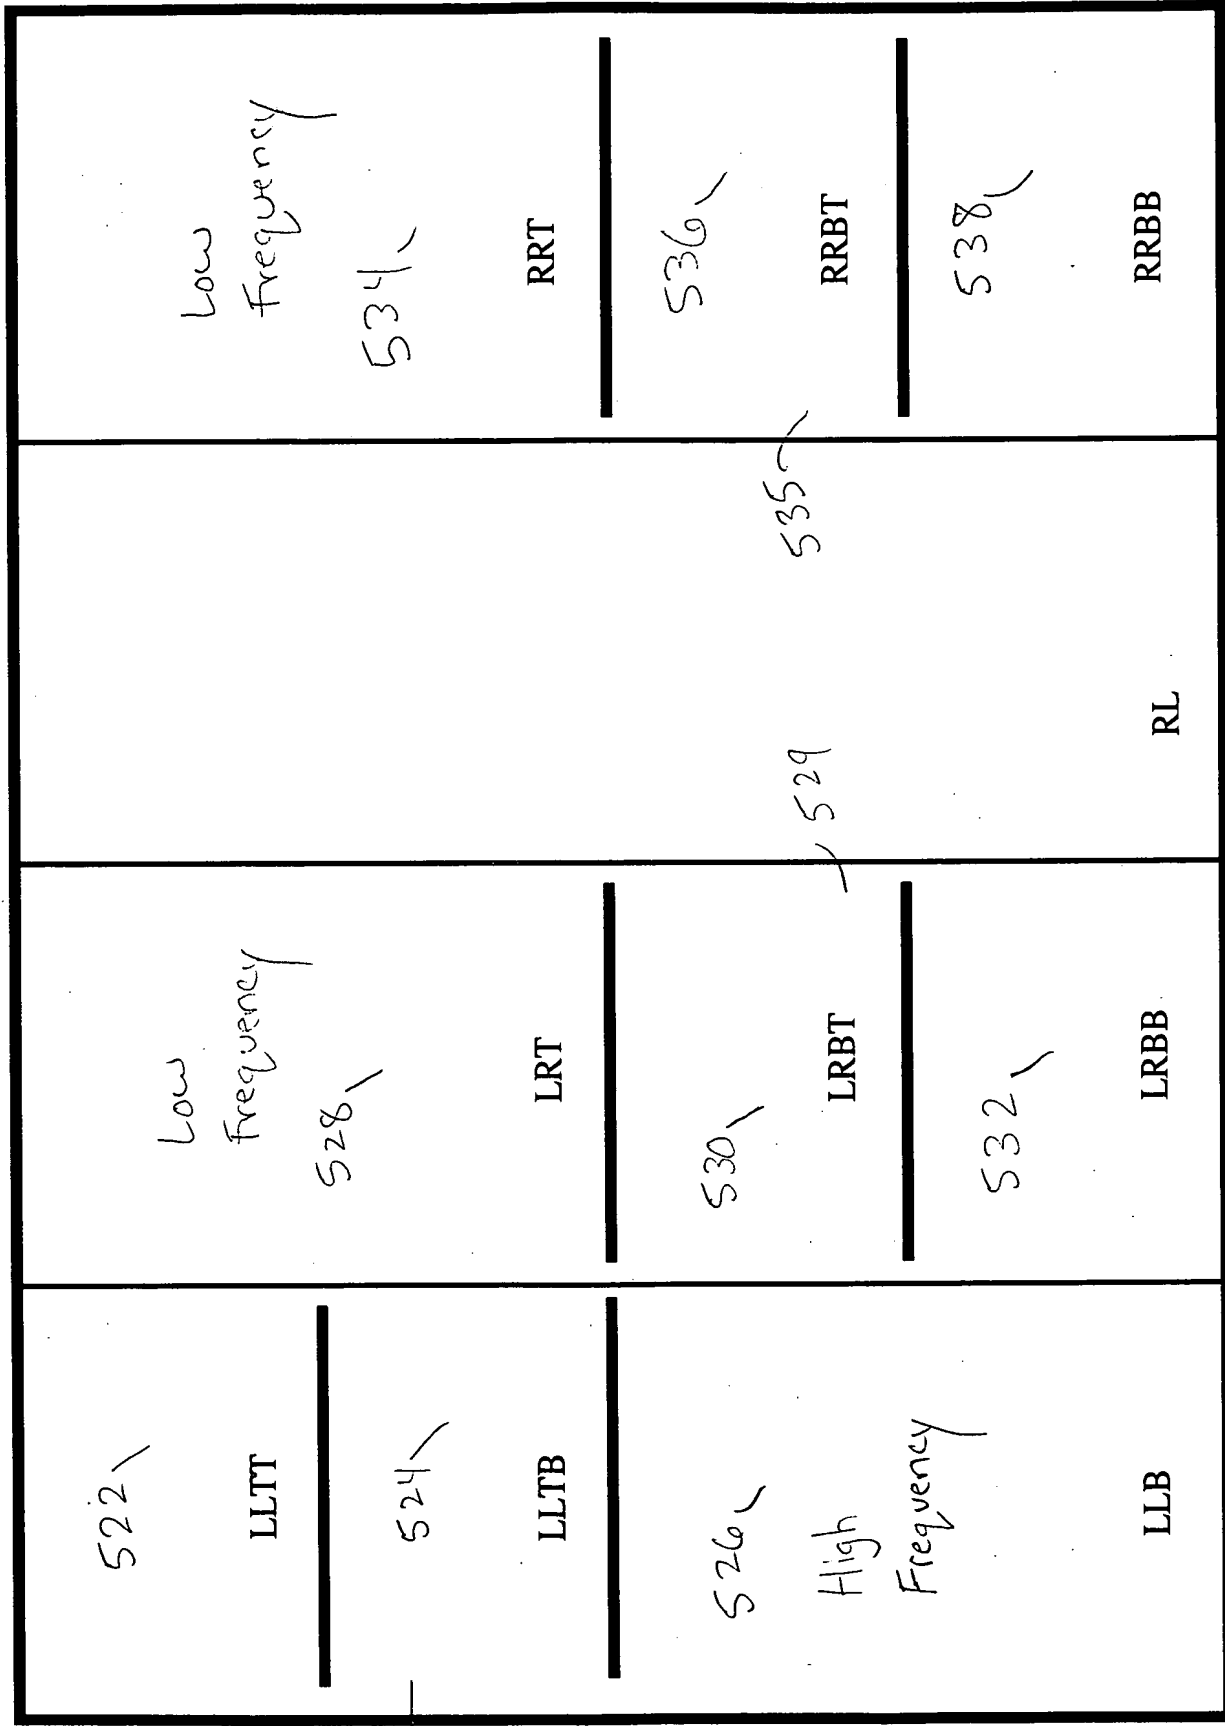 522
LLTT
524
LLTB
526
High
Frequency
LLB
Low
Frequency
528
LRT
530
LRBT
532
LRBB
529
535
RL
Low
Frequency
534
RRT
536
RRBT
538
RRBB